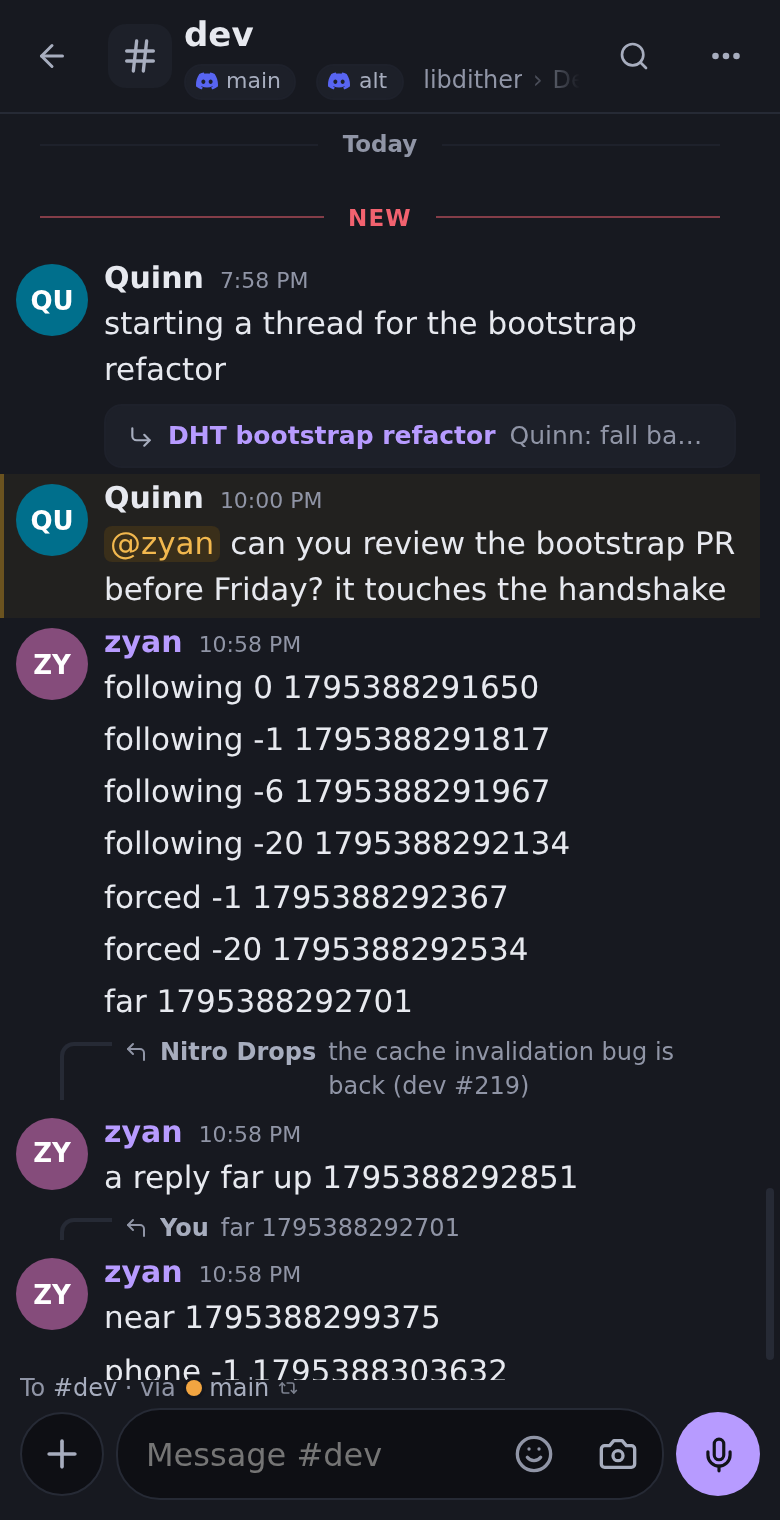 dev
main alt libdither › De
Today
NEW
QU
Quinn 7:58 PM
starting a thread for the bootstrap
refactor
DHT bootstrap refactor Quinn: fall ba...
QU
Quinn 10:00 PM
@zyan can you review the bootstrap PR
before Friday? it touches the handshake
ZY
zyan 10:58 PM
following 0 1795388291650
following -1 1795388291817
following -6 1795388291967
following -20 1795388292134
forced -1 1795388292367
forced -20 1795388292534
far 1795388292701
Nitro Drops the cache invalidation bug is
back (dev #219)
ZY
zyan 10:58 PM
a reply far up 1795388292851
You far 1795388292701
ZY
zyan 10:58 PM
near 1795388299375
phone -1 1795388303632
To #dev · via main
Message #dev